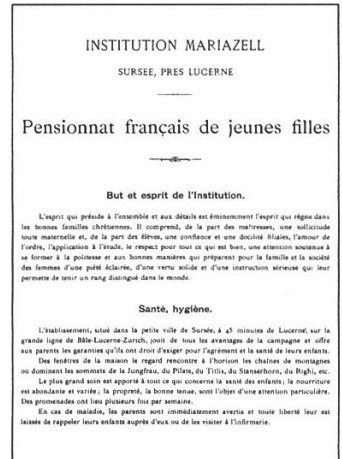 INSTITUTION MARIAZELL
SURSEE, PRES LUCERNE
Pensionnat français de jeunes filles
But et esprit de l'Institution.
L'esprit qui préside à l'ensemble et aux détails est éminemment l'esprit qui règne dans
les bonnes familles chrétiennes. Il comprend, de la part des maîtresses, une sollicitude
toute maternelle et, de la part des élèves, une confiance et une docilité filiales, l'amour de
l'ordre, l'application à l'étude, le respect pour tout ce qui est bien, une attention soutenue à
se former à la politesse et aux bonnes manières qui préparent pour la famille et la société
des femmes d'une piété éclairée, d'une vertu solide et d'une instruction sérieuse qui leur
permette de tenir un rang distingué dans le monde.
Santé, hygiène.
L'établissement, situé dans la petite ville de Sursée, à 45 minutes de Lucerne, sur la
grande ligne de Bâle-Lucerne-Zurich, jouit de tous les avantages de la campagne et offre
aux parents les garanties qu'ils ont droit d'exiger pour l'agrément et la santé de leurs enfants.
Des fenêtres de la maison le regard rencontre à l'horizon les chaînes de montagnes
ou dominent les sommets de la Jungfrau, du Pilate, du Titlis, du Stanserhorn, du Righi, etc.
Le plus grand soin est apporté à tout ce qui concerne la santé des enfants; la nourriture
est abondante et variée; la propreté, la bonne tenue, sont l'objet d'une attention particulière.
Des promenades ont lieu plusieurs fois par semaine.
En cas de maladie, les parents sont immédiatement avertis et toute liberté leur est
laissée de rappeler leurs enfants auprès d'eux ou de les visiter à l'infirmerie.